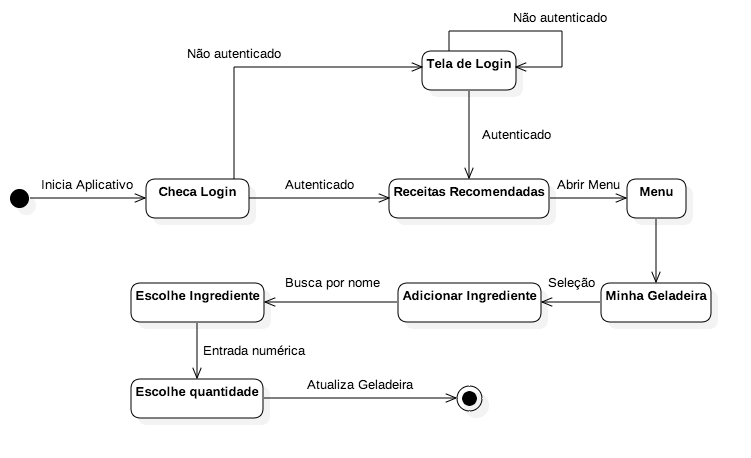 Não autenticado
Não autenticado
Tela de Login
Autenticado
Inicia Aplicativo
Checa Login
Autenticado
Receitas Recomendadas
Abrir Menu
Menu
Escolhe Ingrediente
Busca por nome
Adicionar Ingrediente
Seleção
Minha Geladeira
Entrada numérica
Escolhe quantidade
Atualiza Geladeira